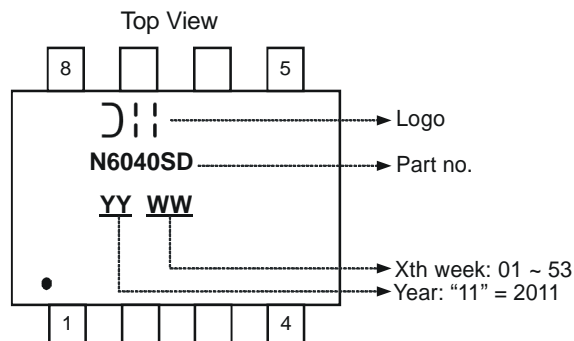 Top View
8 5
Logo
N6040SD Part no.
YY WW
Xth week: 01 ~ 53
Year: “11” = 2011
1 4